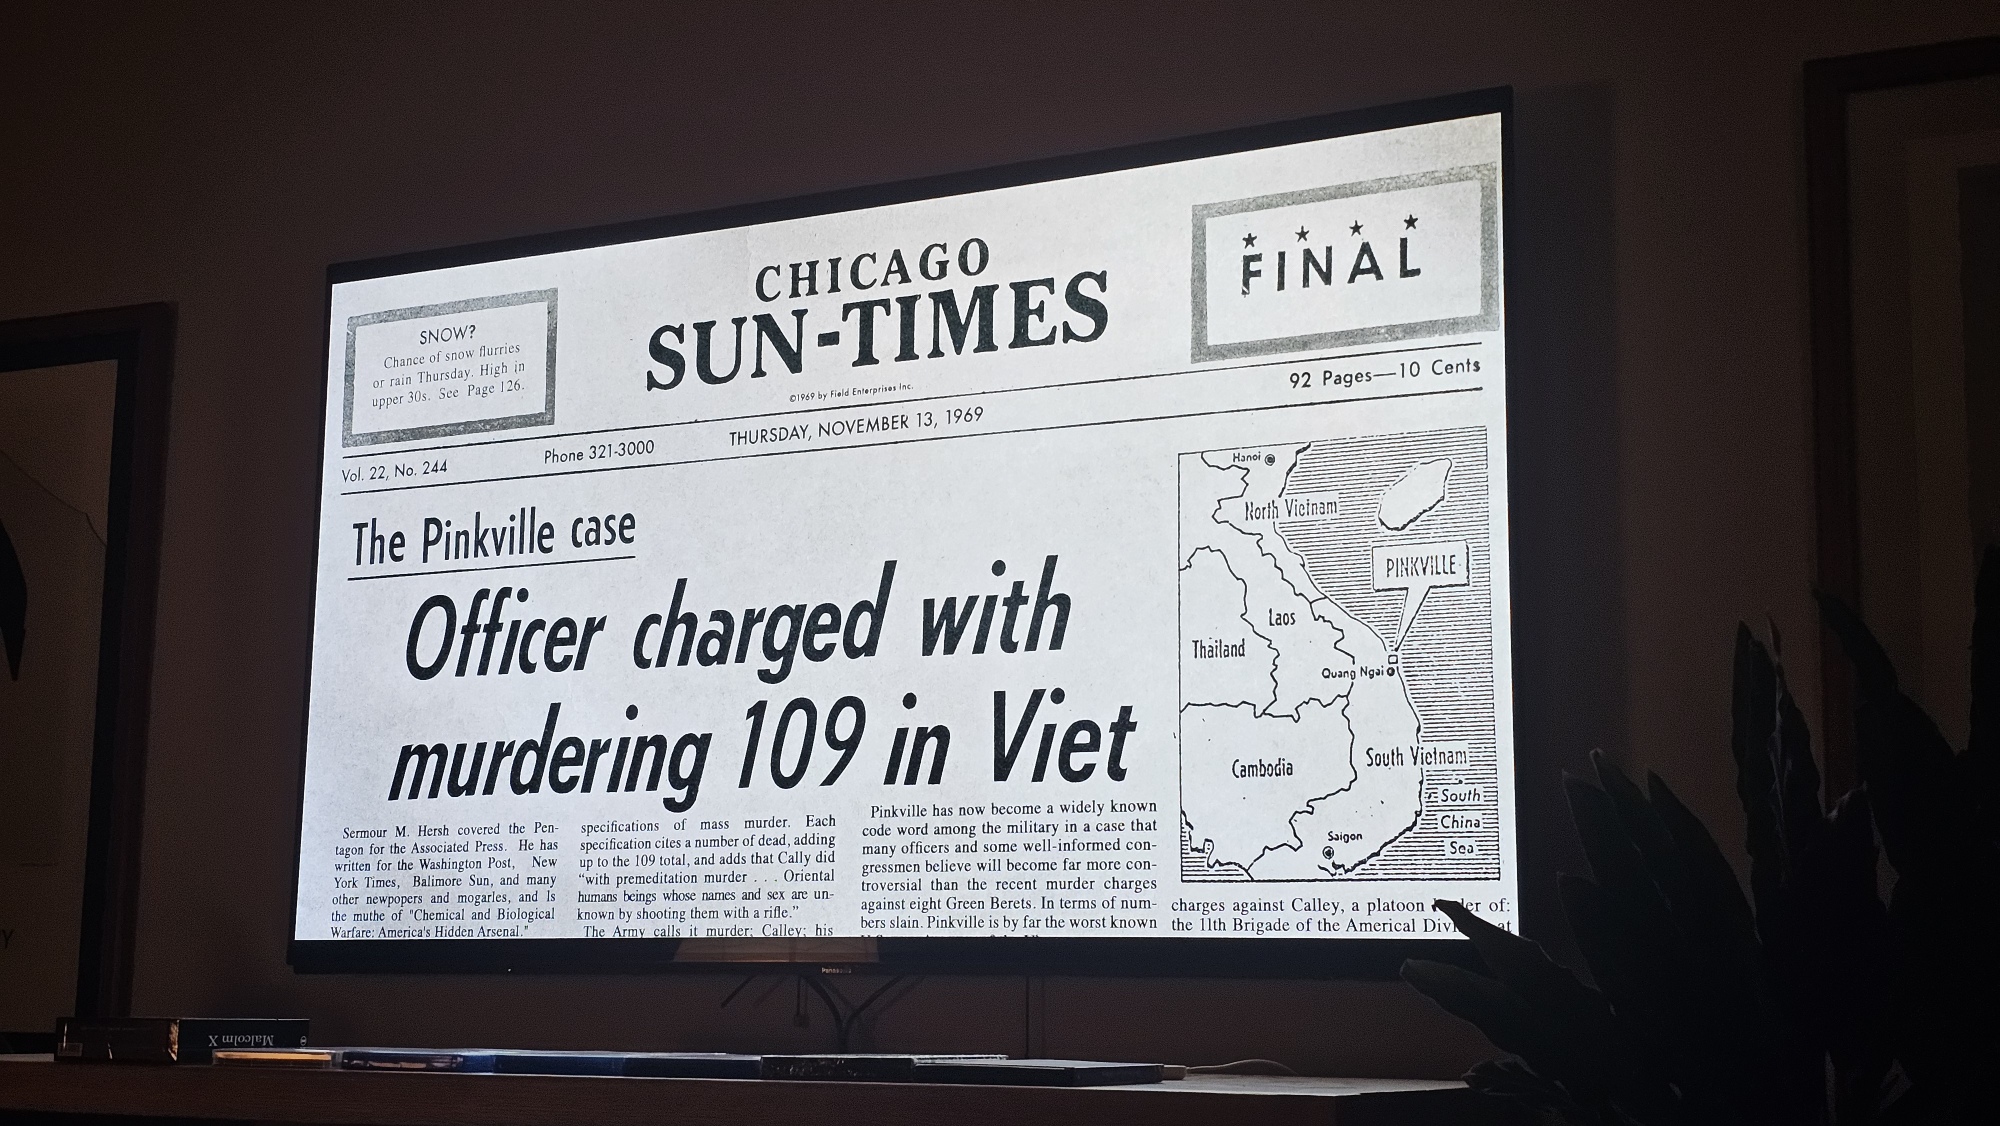 SNOW?
Chance of snow flurries
or rain Thursday. High in
upper 30s. See Page 126.
CHICAGO
SUN-TIMES
©1969 by Field Enterprises Inc.
FINAL
92 Pages—10 Cents
Vol. 22, No. 244
Phone 321-3000
THURSDAY, NOVEMBER 13, 1969
The Pinkville case
Officer charged with
murdering 109 in Viet
Sermour M. Hersh covered the Pen-
tagon for the Associated Press. He has
written for the Washington Post, New
York Times, Balimore Sun, and many
other newpopers and mogarles, and is
the muthe of "Chemical and Biological
Warfare: America's Hidden Arsenal."
specifications of mass murder. Each
specification cites a number of dead, adding
up to the 109 total, and adds that Cally did
“with premeditation murder . . . Oriental
humans beings whose names and sex are un-
known by shooting them with a rifle.”
The Army calls it murder; Calley; his
Pinkville has now become a widely known
code word among the military in a case that
many officers and some well-informed con-
gressmen believe will become far more con-
troversial than the recent murder charges
against eight Green Berets. In terms of num-
bers slain. Pinkville is by far the worst known
Hanoi
North Vietnam
PINKVILLE
Laos
Thailand
Quang Ngai
Cambodia
South Vietnam
South
China
Sea
Saigon
charges against Calley, a platoon of:
the 11th Brigade of the Americal at
Panasonic
Malcolm X